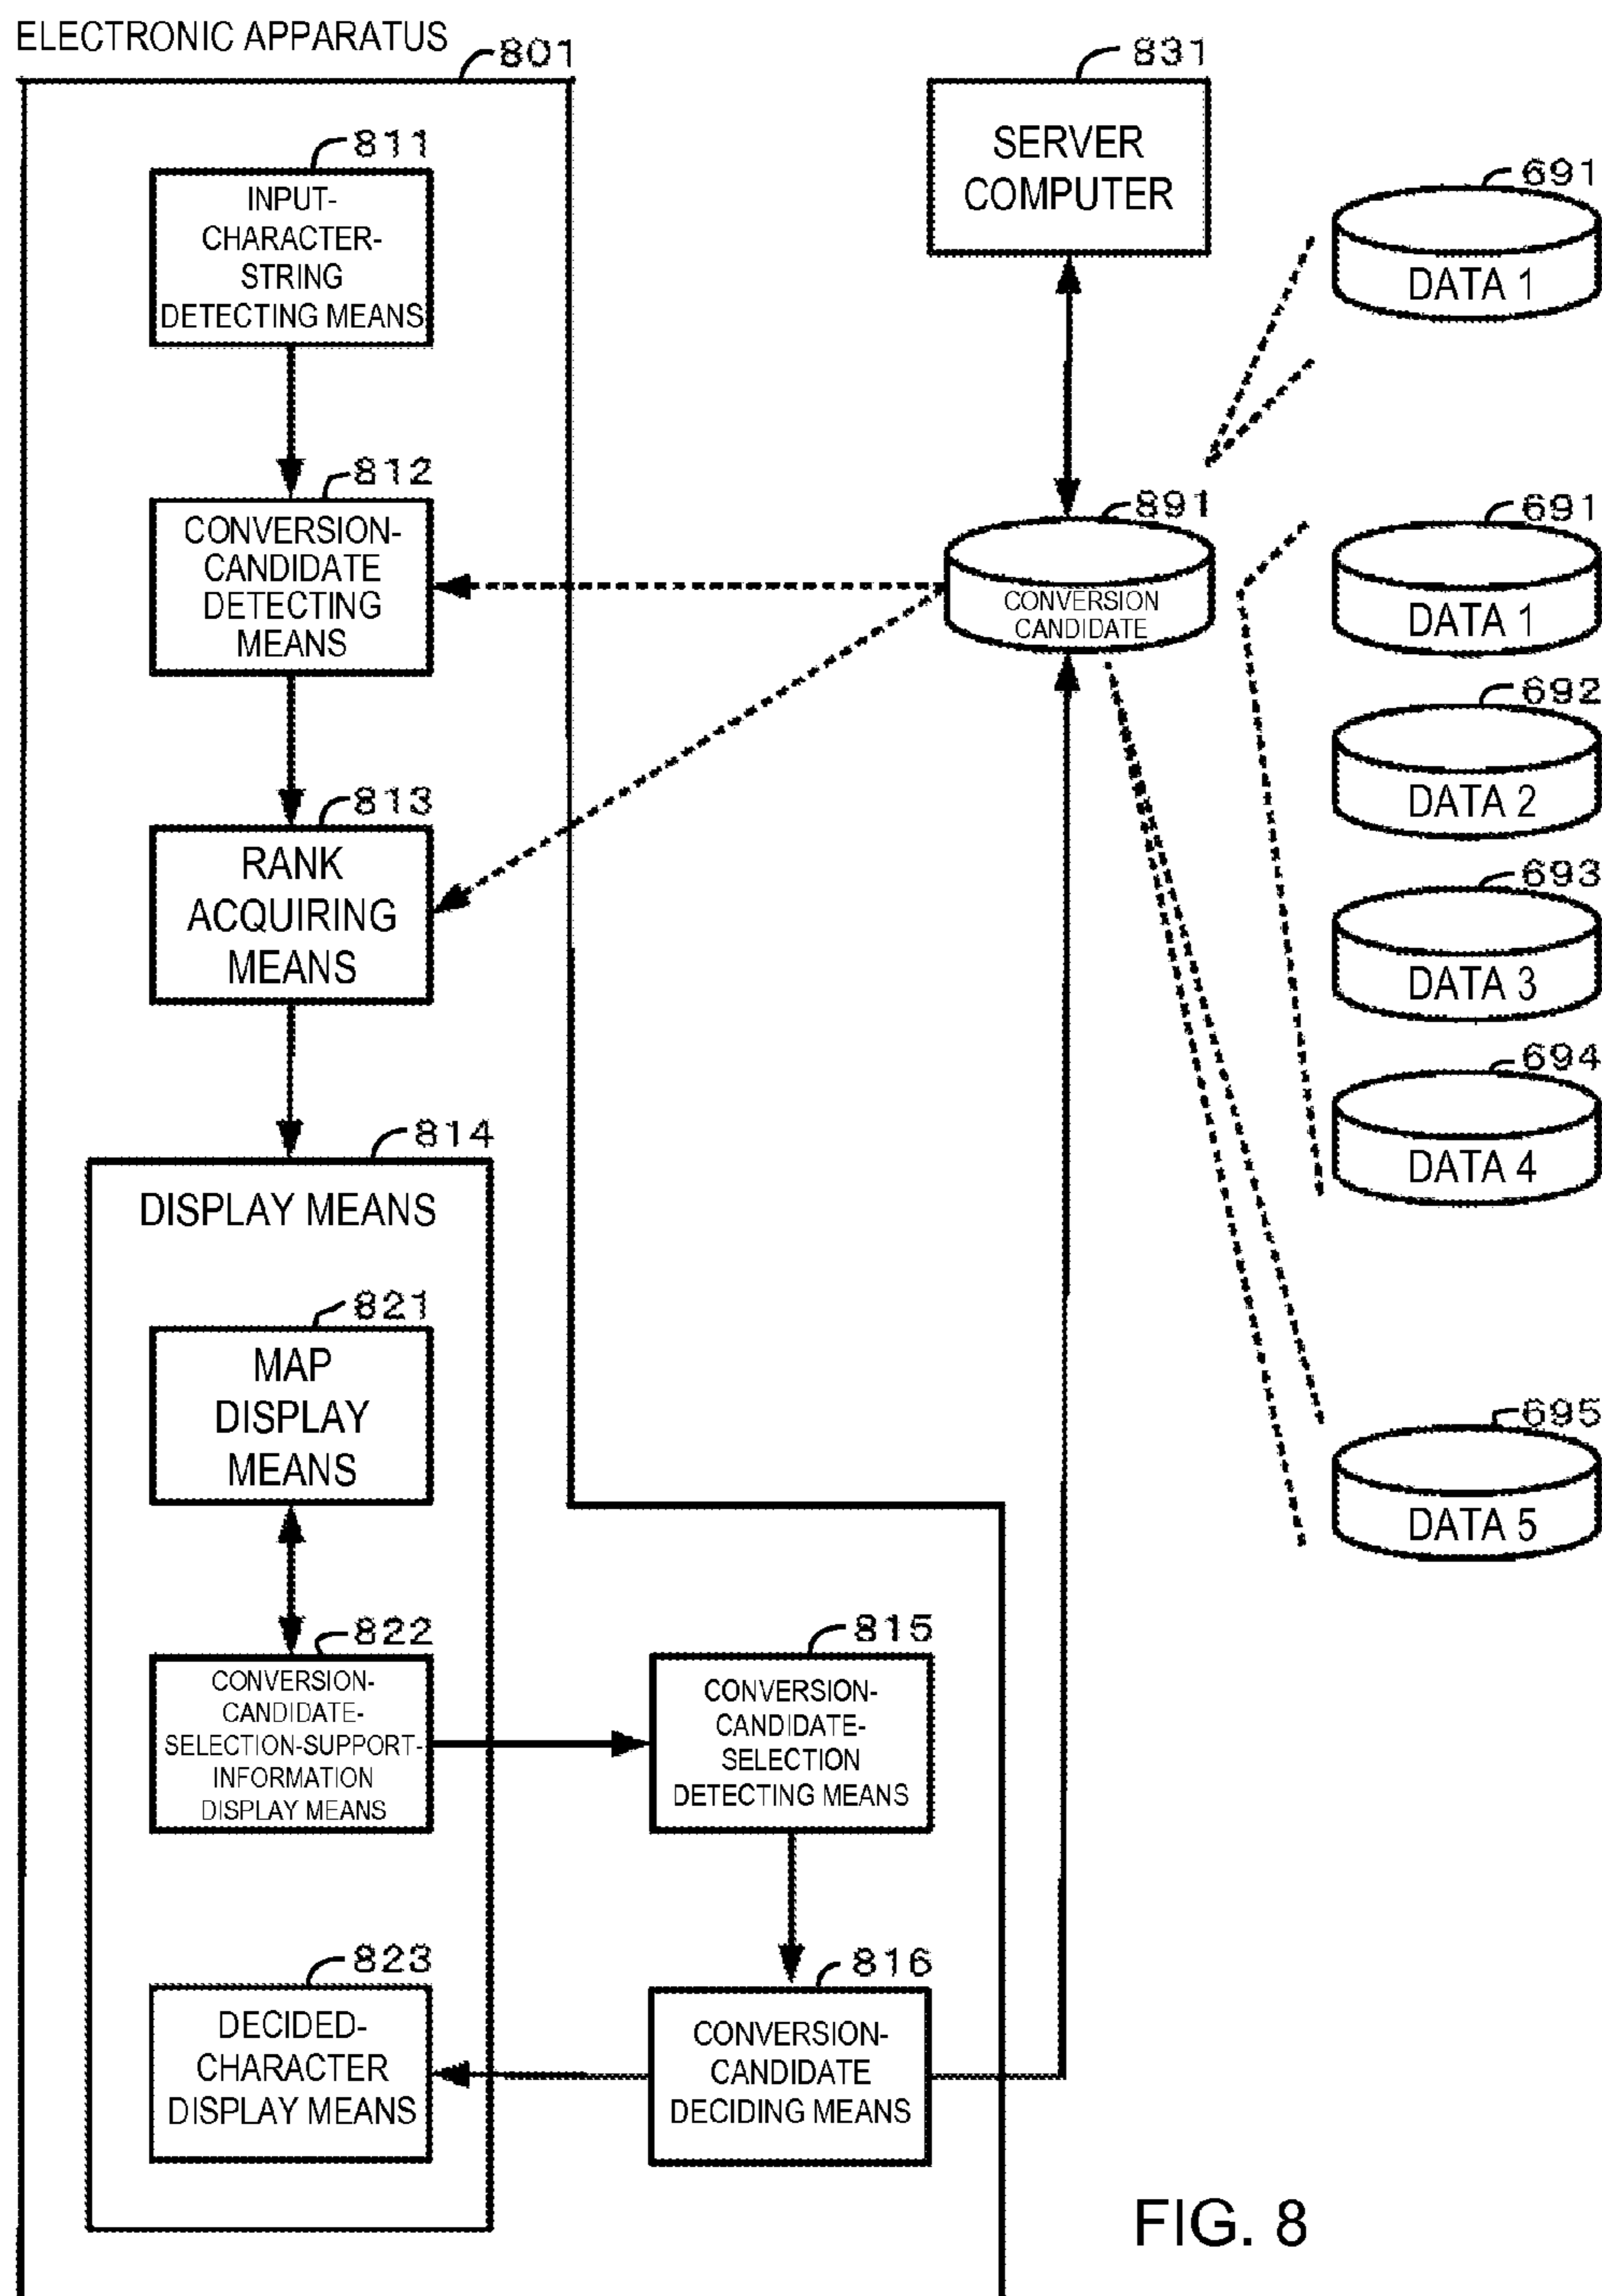 ELECTRONIC APPARATUS
801
811
INPUT-
CHARACTER-
STRING
DETECTING MEANS
812
CONVERSION-
CANDIDATE
DETECTING
MEANS
813
RANK
ACQUIRING
MEANS
814
DISPLAY MEANS
821
MAP
DISPLAY
MEANS
822
CONVERSION-
CANDIDATE-
SELECTION-SUPPORT-
INFORMATION
DISPLAY MEANS
823
DECIDED-
CHARACTER
DISPLAY MEANS
815
CONVERSION-
CANDIDATE-
SELECTION
DETECTING MEANS
816
CONVERSION-
CANDIDATE
DECIDING MEANS
831
SERVER
COMPUTER
891
CONVERSION
CANDIDATE
691
DATA 1
691
DATA 1
692
DATA 2
693
DATA 3
694
DATA 4
695
DATA 5
FIG. 8